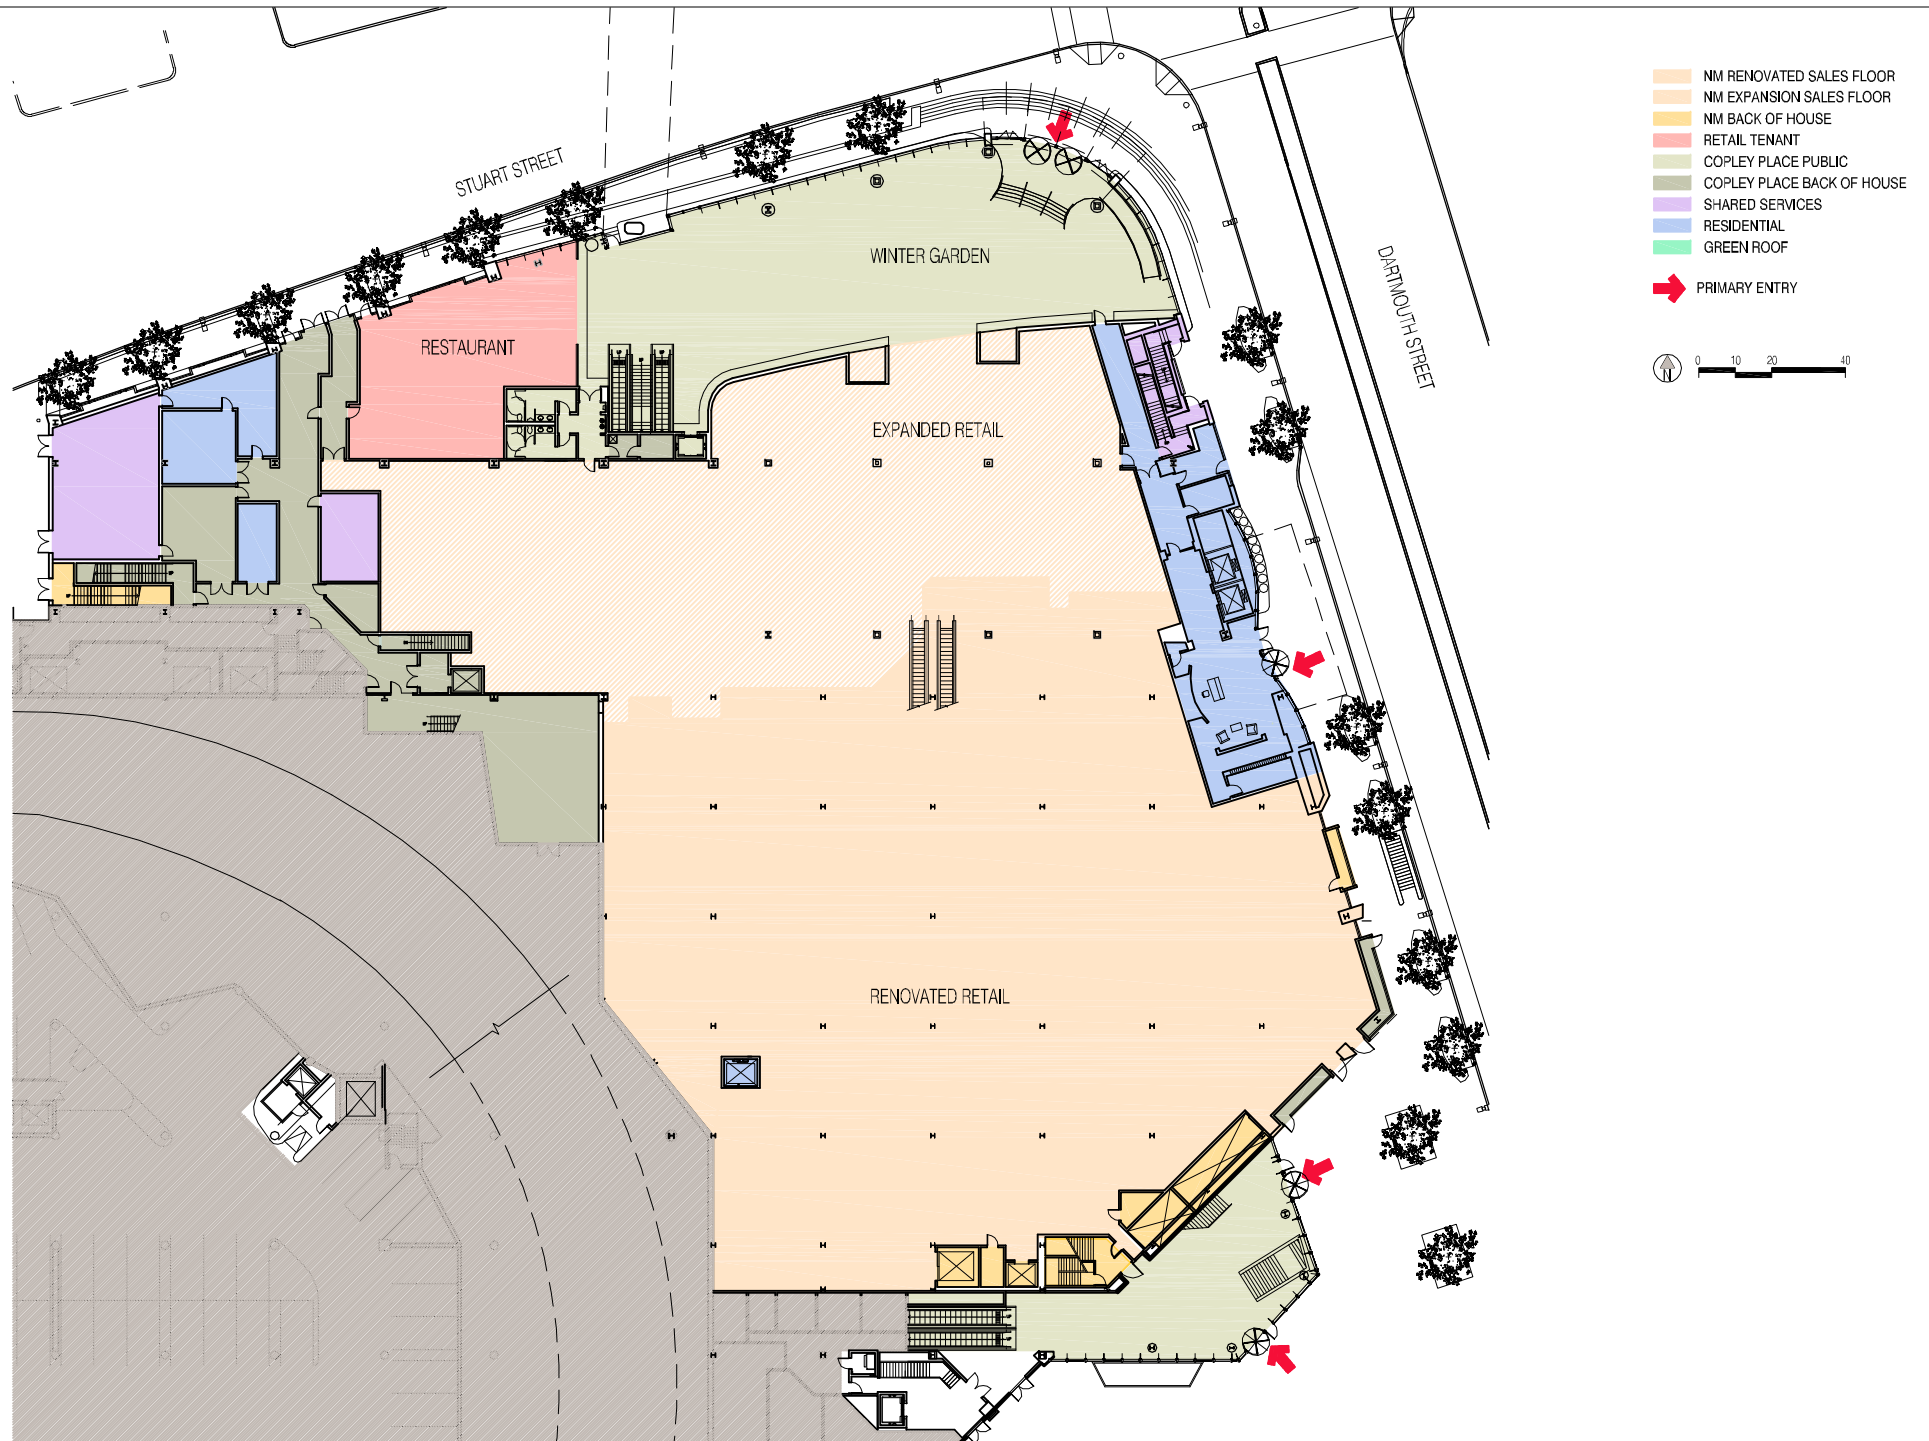 NM RENOVATED SALES FLOOR
NM EXPANSION SALES FLOOR
NM BACK OF HOUSE
RETAIL TENANT
COPLEY PLACE PUBLIC
COPLEY PLACE BACK OF HOUSE
SHARED SERVICES
RESIDENTIAL
GREEN ROOF
PRIMARY ENTRY
N
0 10 20 40
STUART STREET
DARTMOUTH STREET
WINTER GARDEN
RESTAURANT
EXPANDED RETAIL
RENOVATED RETAIL